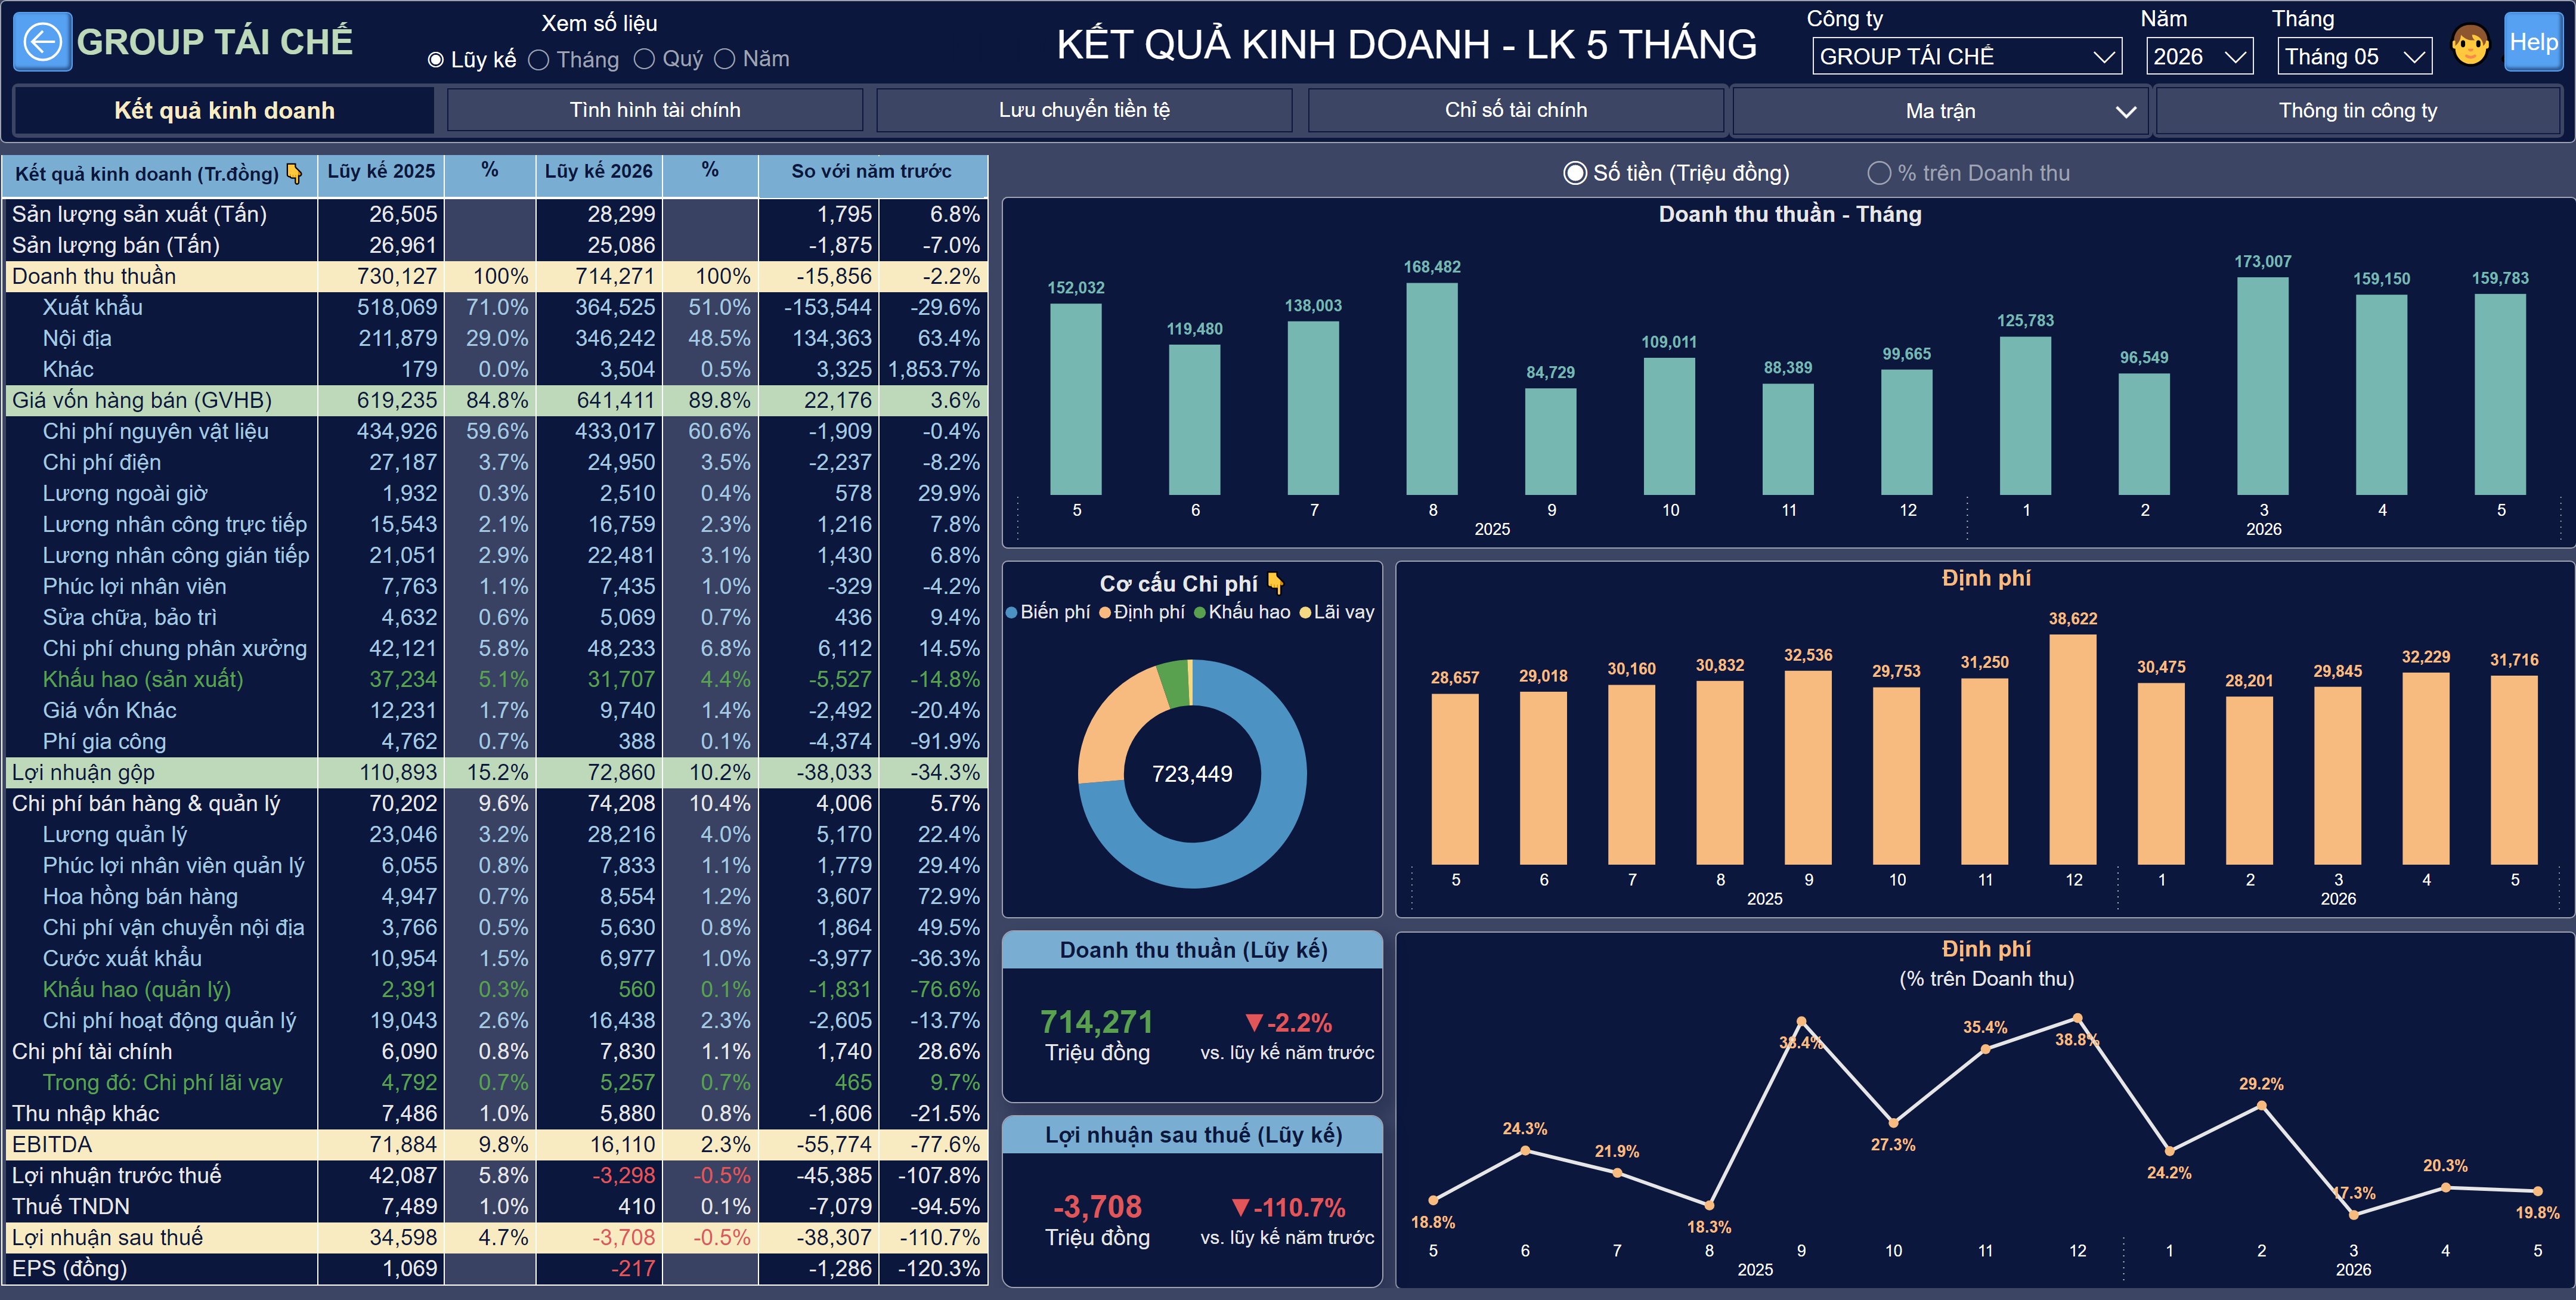 GROUP TÁI CHẾ
Xem số liệu
Lũy kế Tháng Quý Năm
KẾT QUẢ KINH DOANH - LK 5 THÁNG
Công ty Năm Tháng
GROUP TÁI CHẾ 2026 Tháng 05
Help
Kết quả kinh doanh Tình hình tài chính Lưu chuyển tiền tệ Chỉ số tài chính Ma trận Thông tin công ty
Kết quả kinh doanh (Tr.đồng) Lũy kế 2025 % Lũy kế 2026 % So với năm trước
Sản lượng sản xuất (Tấn) 26,505 28,299 1,795 6.8%
Sản lượng bán (Tấn) 26,961 25,086 -1,875 -7.0%
Doanh thu thuần 730,127 100% 714,271 100% -15,856 -2.2%
Xuất khẩu 518,069 71.0% 364,525 51.0% -153,544 -29.6%
Nội địa 211,879 29.0% 346,242 48.5% 134,363 63.4%
Khác 179 0.0% 3,504 0.5% 3,325 1,853.7%
Giá vốn hàng bán (GVHB) 619,235 84.8% 641,411 89.8% 22,176 3.6%
Chi phí nguyên vật liệu 434,926 59.6% 433,017 60.6% -1,909 -0.4%
Chi phí điện 27,187 3.7% 24,950 3.5% -2,237 -8.2%
Lương ngoài giờ 1,932 0.3% 2,510 0.4% 578 29.9%
Lương nhân công trực tiếp 15,543 2.1% 16,759 2.3% 1,216 7.8%
Lương nhân công gián tiếp 21,051 2.9% 22,481 3.1% 1,430 6.8%
Phúc lợi nhân viên 7,763 1.1% 7,435 1.0% -329 -4.2%
Sửa chữa, bảo trì 4,632 0.6% 5,069 0.7% 436 9.4%
Chi phí chung phân xưởng 42,121 5.8% 48,233 6.8% 6,112 14.5%
Khấu hao (sản xuất) 37,234 5.1% 31,707 4.4% -5,527 -14.8%
Giá vốn Khác 12,231 1.7% 9,740 1.4% -2,492 -20.4%
Phí gia công 4,762 0.7% 388 0.1% -4,374 -91.9%
Lợi nhuận gộp 110,893 15.2% 72,860 10.2% -38,033 -34.3%
Chi phí bán hàng & quản lý 70,202 9.6% 74,208 10.4% 4,006 5.7%
Lương quản lý 23,046 3.2% 28,216 4.0% 5,170 22.4%
Phúc lợi nhân viên quản lý 6,055 0.8% 7,833 1.1% 1,779 29.4%
Hoa hồng bán hàng 4,947 0.7% 8,554 1.2% 3,607 72.9%
Chi phí vận chuyển nội địa 3,766 0.5% 5,630 0.8% 1,864 49.5%
Cước xuất khẩu 10,954 1.5% 6,977 1.0% -3,977 -36.3%
Khấu hao (quản lý) 2,391 0.3% 560 0.1% -1,831 -76.6%
Chi phí hoạt động quản lý 19,043 2.6% 16,438 2.3% -2,605 -13.7%
Chi phí tài chính 6,090 0.8% 7,830 1.1% 1,740 28.6%
Trong đó: Chi phí lãi vay 4,792 0.7% 5,257 0.7% 465 9.7%
Thu nhập khác 7,486 1.0% 5,880 0.8% -1,606 -21.5%
EBITDA 71,884 9.8% 16,110 2.3% -55,774 -77.6%
Lợi nhuận trước thuế 42,087 5.8% -3,298 -0.5% -45,385 -107.8%
Thuế TNDN 7,489 1.0% 410 0.1% -7,079 -94.5%
Lợi nhuận sau thuế 34,598 4.7% -3,708 -0.5% -38,307 -110.7%
EPS (đồng) 1,069 -217 -1,286 -120.3%
Số tiền (Triệu đồng) % trên Doanh thu
Doanh thu thuần - Tháng
152,032 119,480 138,003 168,482 84,729 109,011 88,389 99,665 125,783 96,549 173,007 159,150 159,783
5 6 7 8 9 10 11 12 1 2 3 4 5
2025 2026
Cơ cấu Chi phí
Biến phí Định phí Khấu hao Lãi vay
723,449
Định phí
28,657 29,018 30,160 30,832 32,536 29,753 31,250 38,622 30,475 28,201 29,845 32,229 31,716
5 6 7 8 9 10 11 12 1 2 3 4 5
2025 2026
Doanh thu thuần (Lũy kế)
714,271 ▼-2.2%
Triệu đồng vs. lũy kế năm trước
Lợi nhuận sau thuế (Lũy kế)
-3,708 ▼-110.7%
Triệu đồng vs. lũy kế năm trước
Định phí
(% trên Doanh thu)
18.8% 24.3% 21.9% 18.3% 38.4% 27.3% 35.4% 38.8% 24.2% 29.2% 17.3% 20.3% 19.8%
5 6 7 8 9 10 11 12 1 2 3 4 5
2025 2026